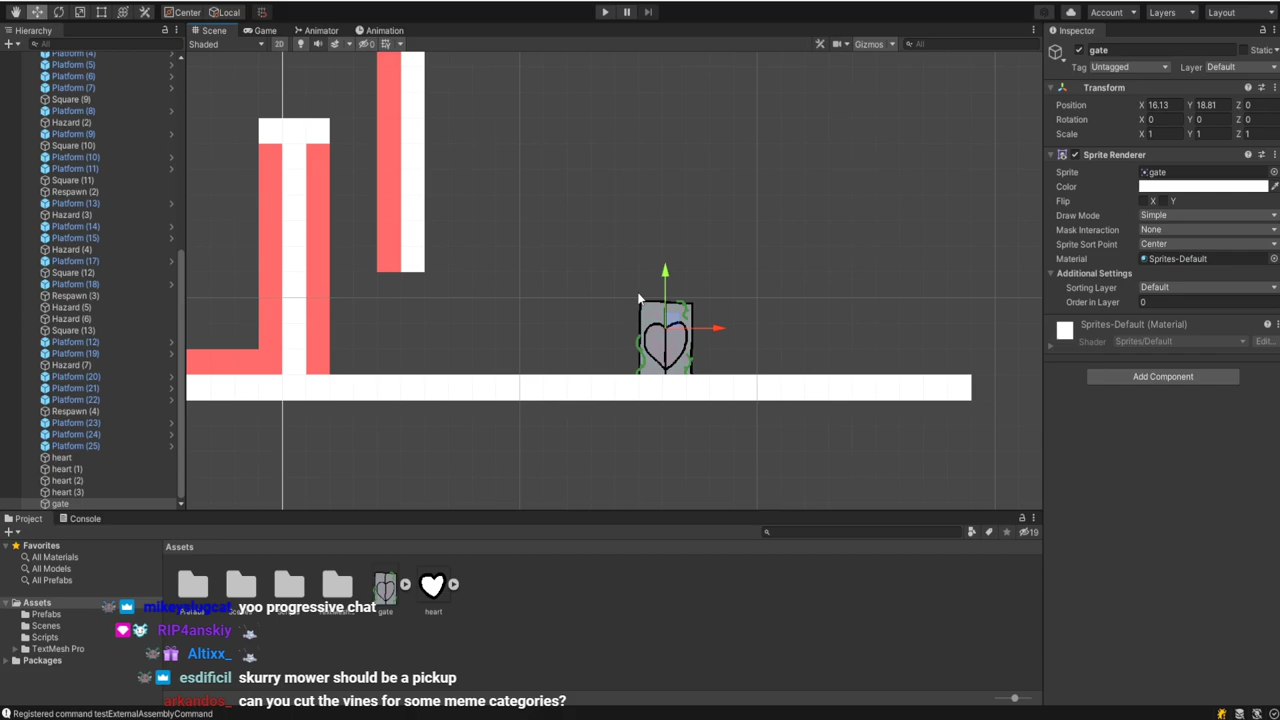 Center Local Account Layers Layout
Hierarchy Scene Game Animator Animation Inspector
All Shaded 2D 0 Gizmos All gate Static
Tag Untagged Layer Default
Platform (4)
Platform (5)
Platform (6)
Platform (7)
Square (9)
Platform (8)
Hazard (2)
Platform (9)
Square (10)
Platform (10)
Platform (11)
Square (11)
Respawn (2)
Platform (13)
Hazard (3)
Platform (14)
Platform (15)
Hazard (4)
Platform (17)
Square (12)
Platform (18)
Respawn (3)
Hazard (5)
Hazard (6)
Square (13)
Platform (12)
Platform (19)
Hazard (7)
Platform (20)
Platform (21)
Platform (22)
Respawn (4)
Platform (23)
Platform (24)
Platform (25)
heart
heart (1)
heart (2)
heart (3)
gate
Transform
Position X 16.13 Y 18.81 Z 0
Rotation X 0 Y 0 Z 0
Scale X 1 Y 1 Z 1
Sprite Renderer
Sprite gate
Color
Flip X Y
Draw Mode Simple
Mask Interaction None
Sprite Sort Point Center
Material Sprites-Default
Additional Settings
Sorting Layer Default
Order in Layer 0
Sprites-Default (Material)
Shader Sprites/Default Edit...
Add Component
Project Console
19
Favorites
All Materials
All Models
All Prefabs
Assets
Prefabs
Scenes
Scripts
TextMesh Pro
Packages
Assets
gate heart
mikeyslugcat yoo progressive chat
RIP4anskiy
Altixx_
esdificil skurry mower should be a pickup
arkandos_ can you cut the vines for some meme categories?
Registered command testExternalAssemblyCommand